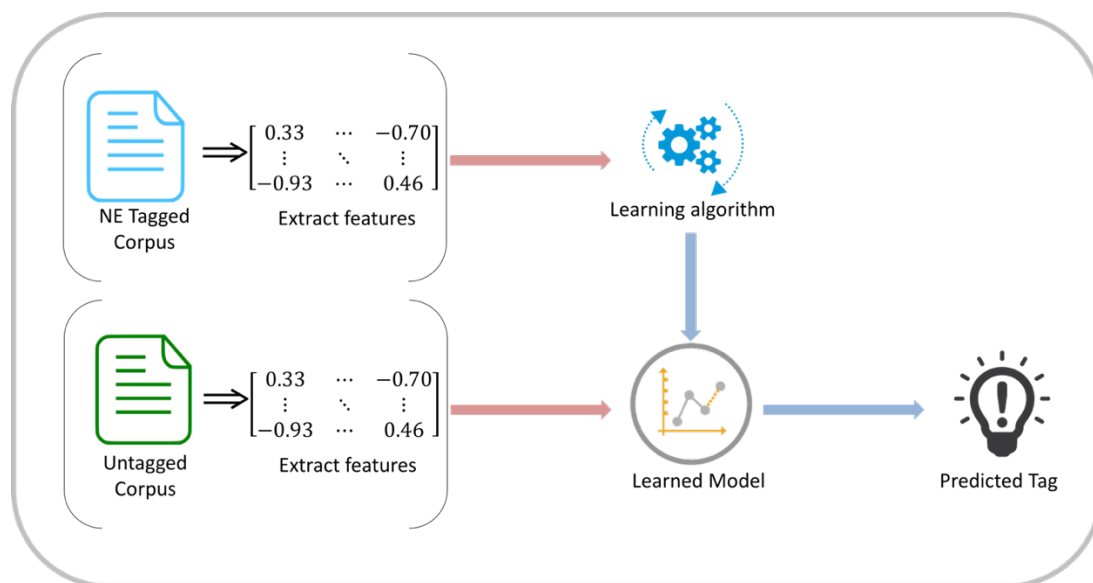 0.33 ⋯ −0.70
⋮ ⋱ ⋮
−0.93 ⋯ 0.46
NE Tagged
Corpus
Extract features
Learning algorithm
0.33 ⋯ −0.70
⋮ ⋱ ⋮
−0.93 ⋯ 0.46
Untagged
Corpus
Extract features
Learned Model
Predicted Tag